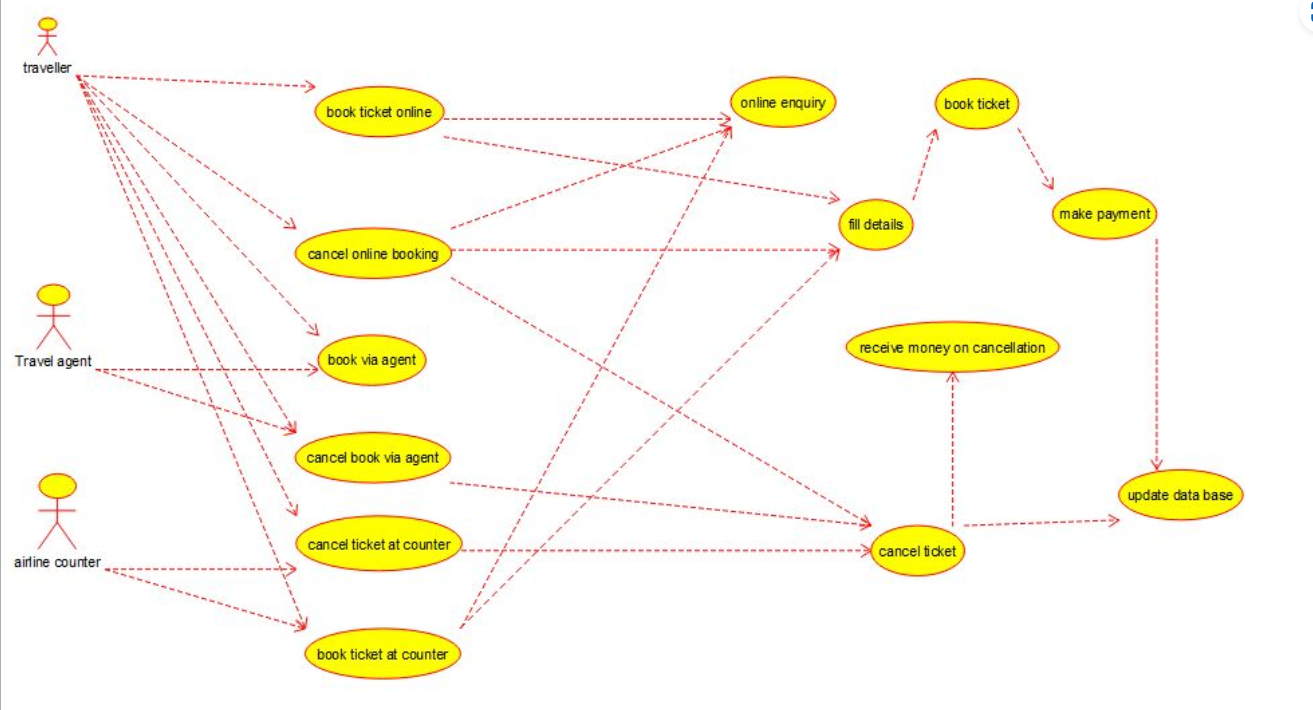 traveller
book ticket online
online enquiry
book ticket
fill details
make payment
cancel online booking
Travel agent
book via agent
receive money on cancellation
cancel book via agent
update data base
airline counter
cancel ticket at counter
cancel ticket
book ticket at counter